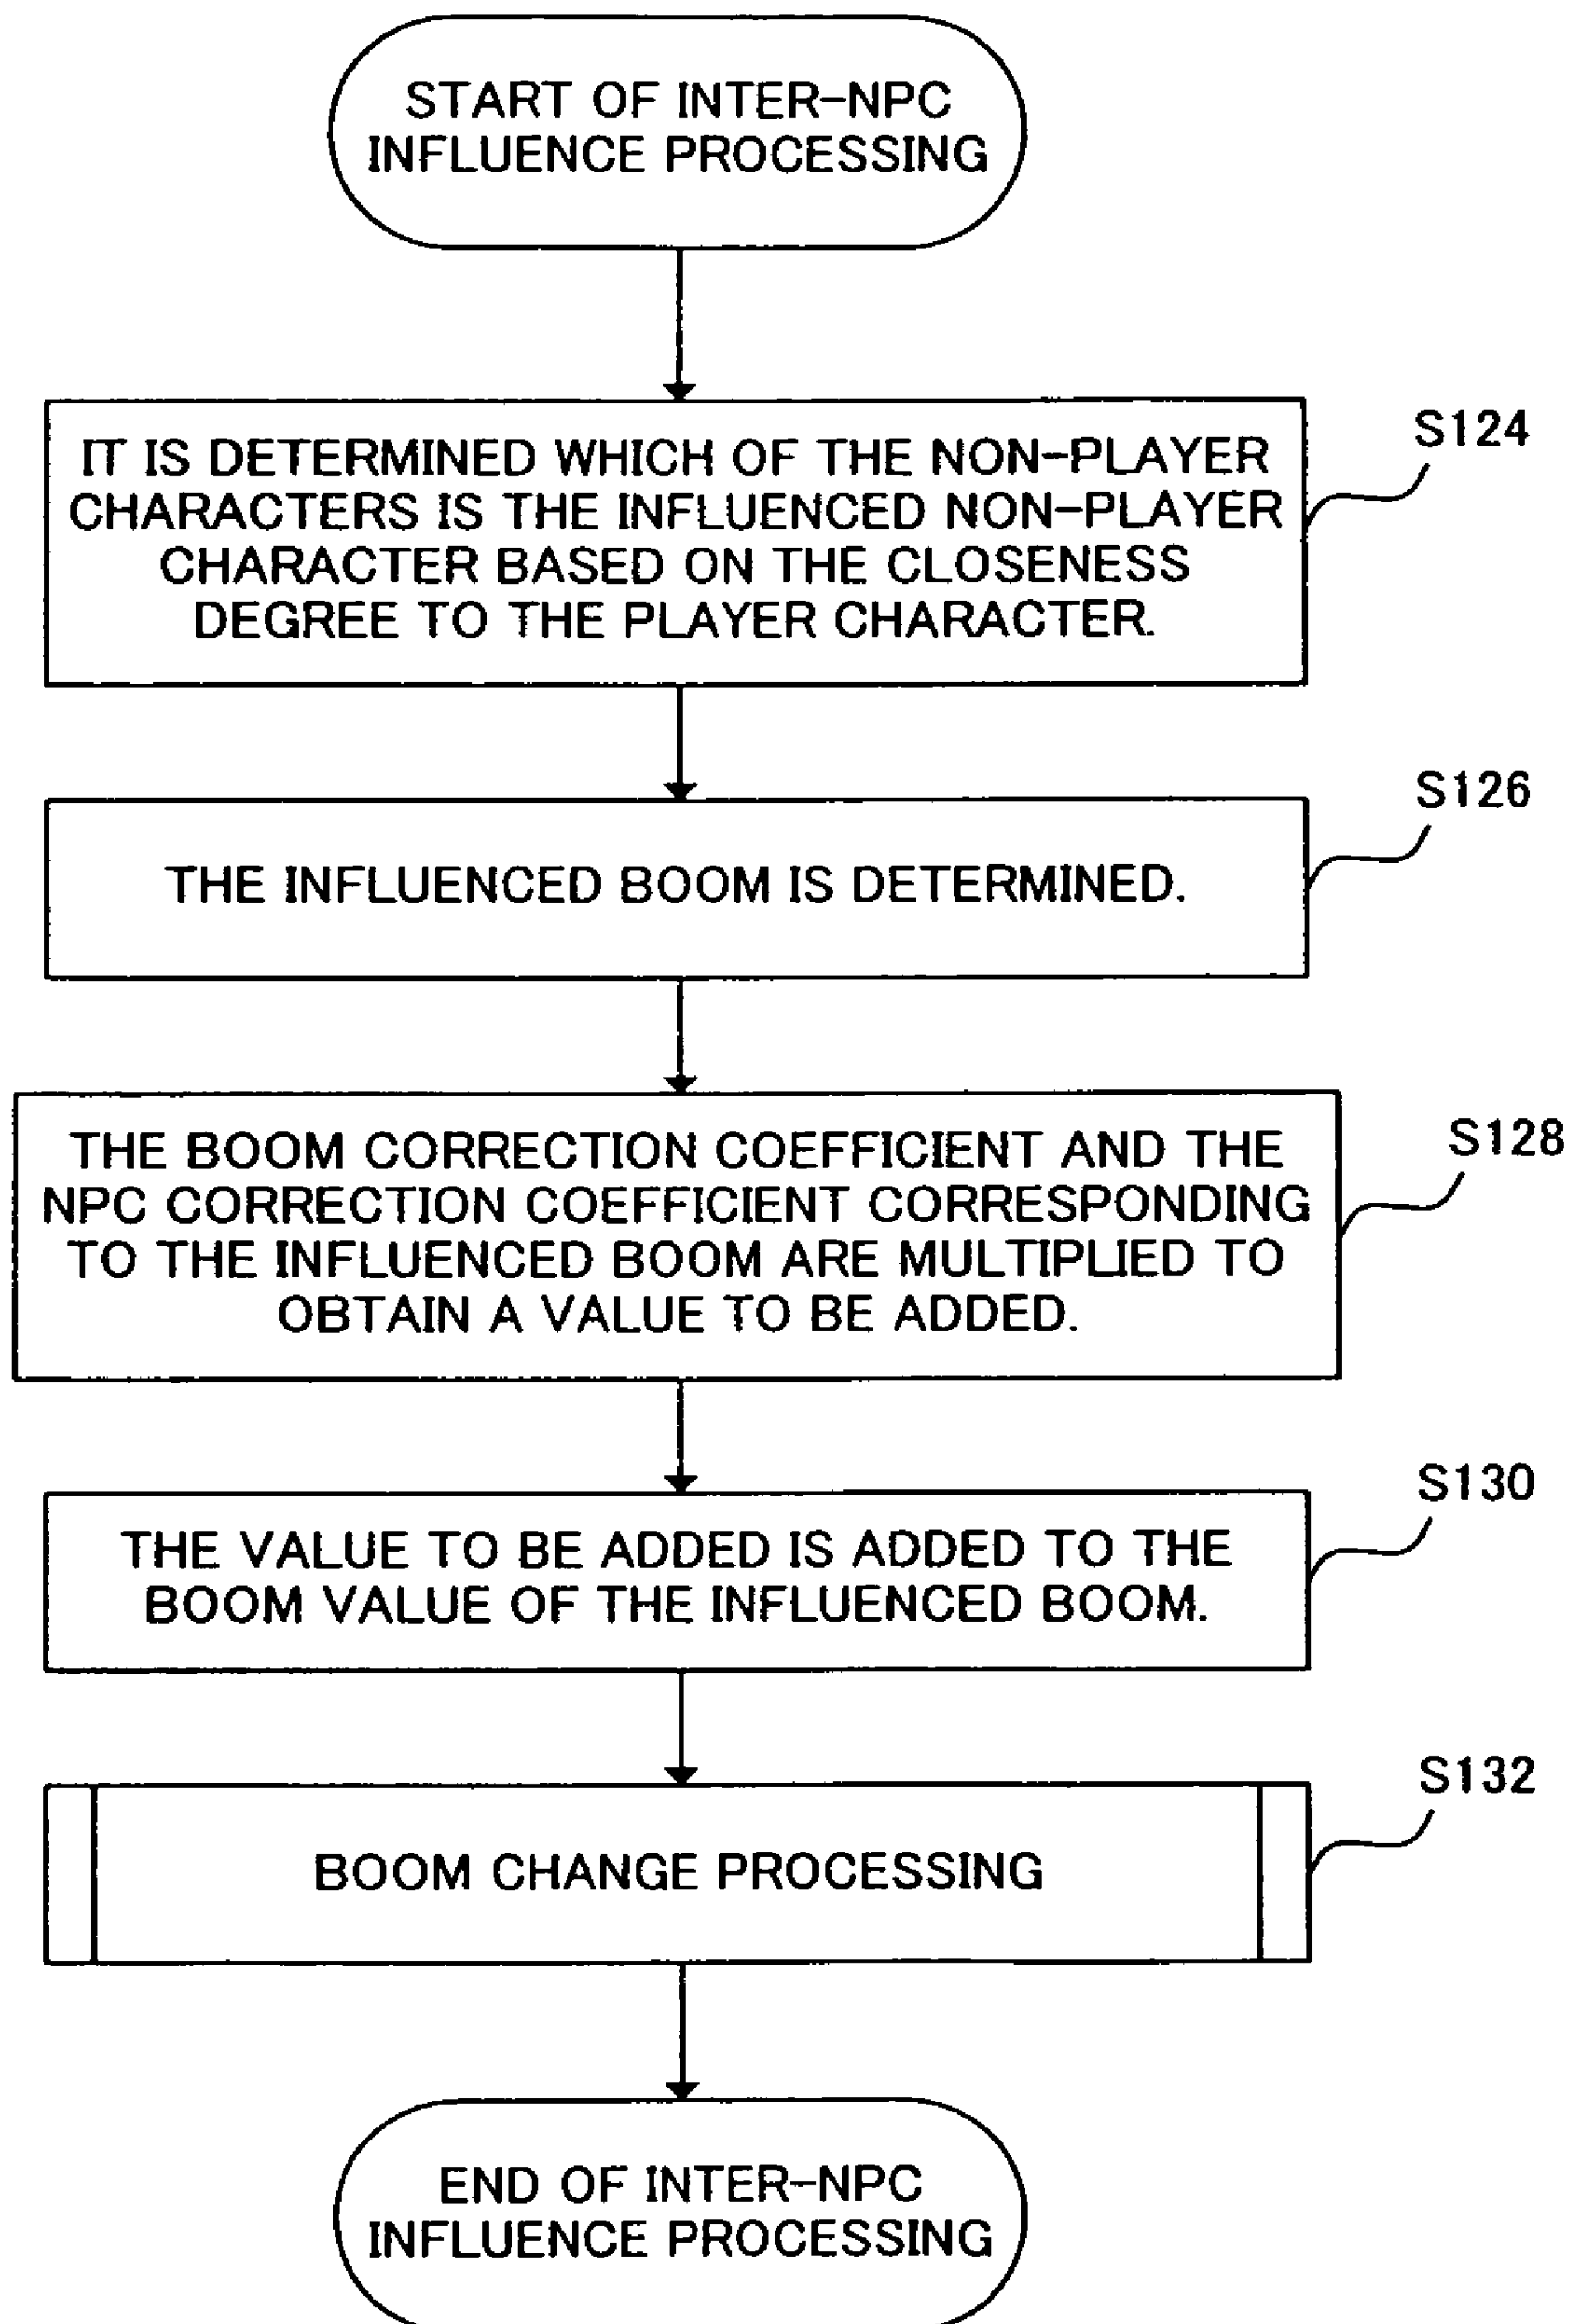 START OF INTER-NPC
INFLUENCE PROCESSING
S124
IT IS DETERMINED WHICH OF THE NON-PLAYER
CHARACTERS IS THE INFLUENCED NON-PLAYER
CHARACTER BASED ON THE CLOSENESS
DEGREE TO THE PLAYER CHARACTER.
S126
THE INFLUENCED BOOM IS DETERMINED.
S128
THE BOOM CORRECTION COEFFICIENT AND THE
NPC CORRECTION COEFFICIENT CORRESPONDING
TO THE INFLUENCED BOOM ARE MULTIPLIED TO
OBTAIN A VALUE TO BE ADDED.
S130
THE VALUE TO BE ADDED IS ADDED TO THE
BOOM VALUE OF THE INFLUENCED BOOM.
S132
BOOM CHANGE PROCESSING
END OF INTER-NPC
INFLUENCE PROCESSING